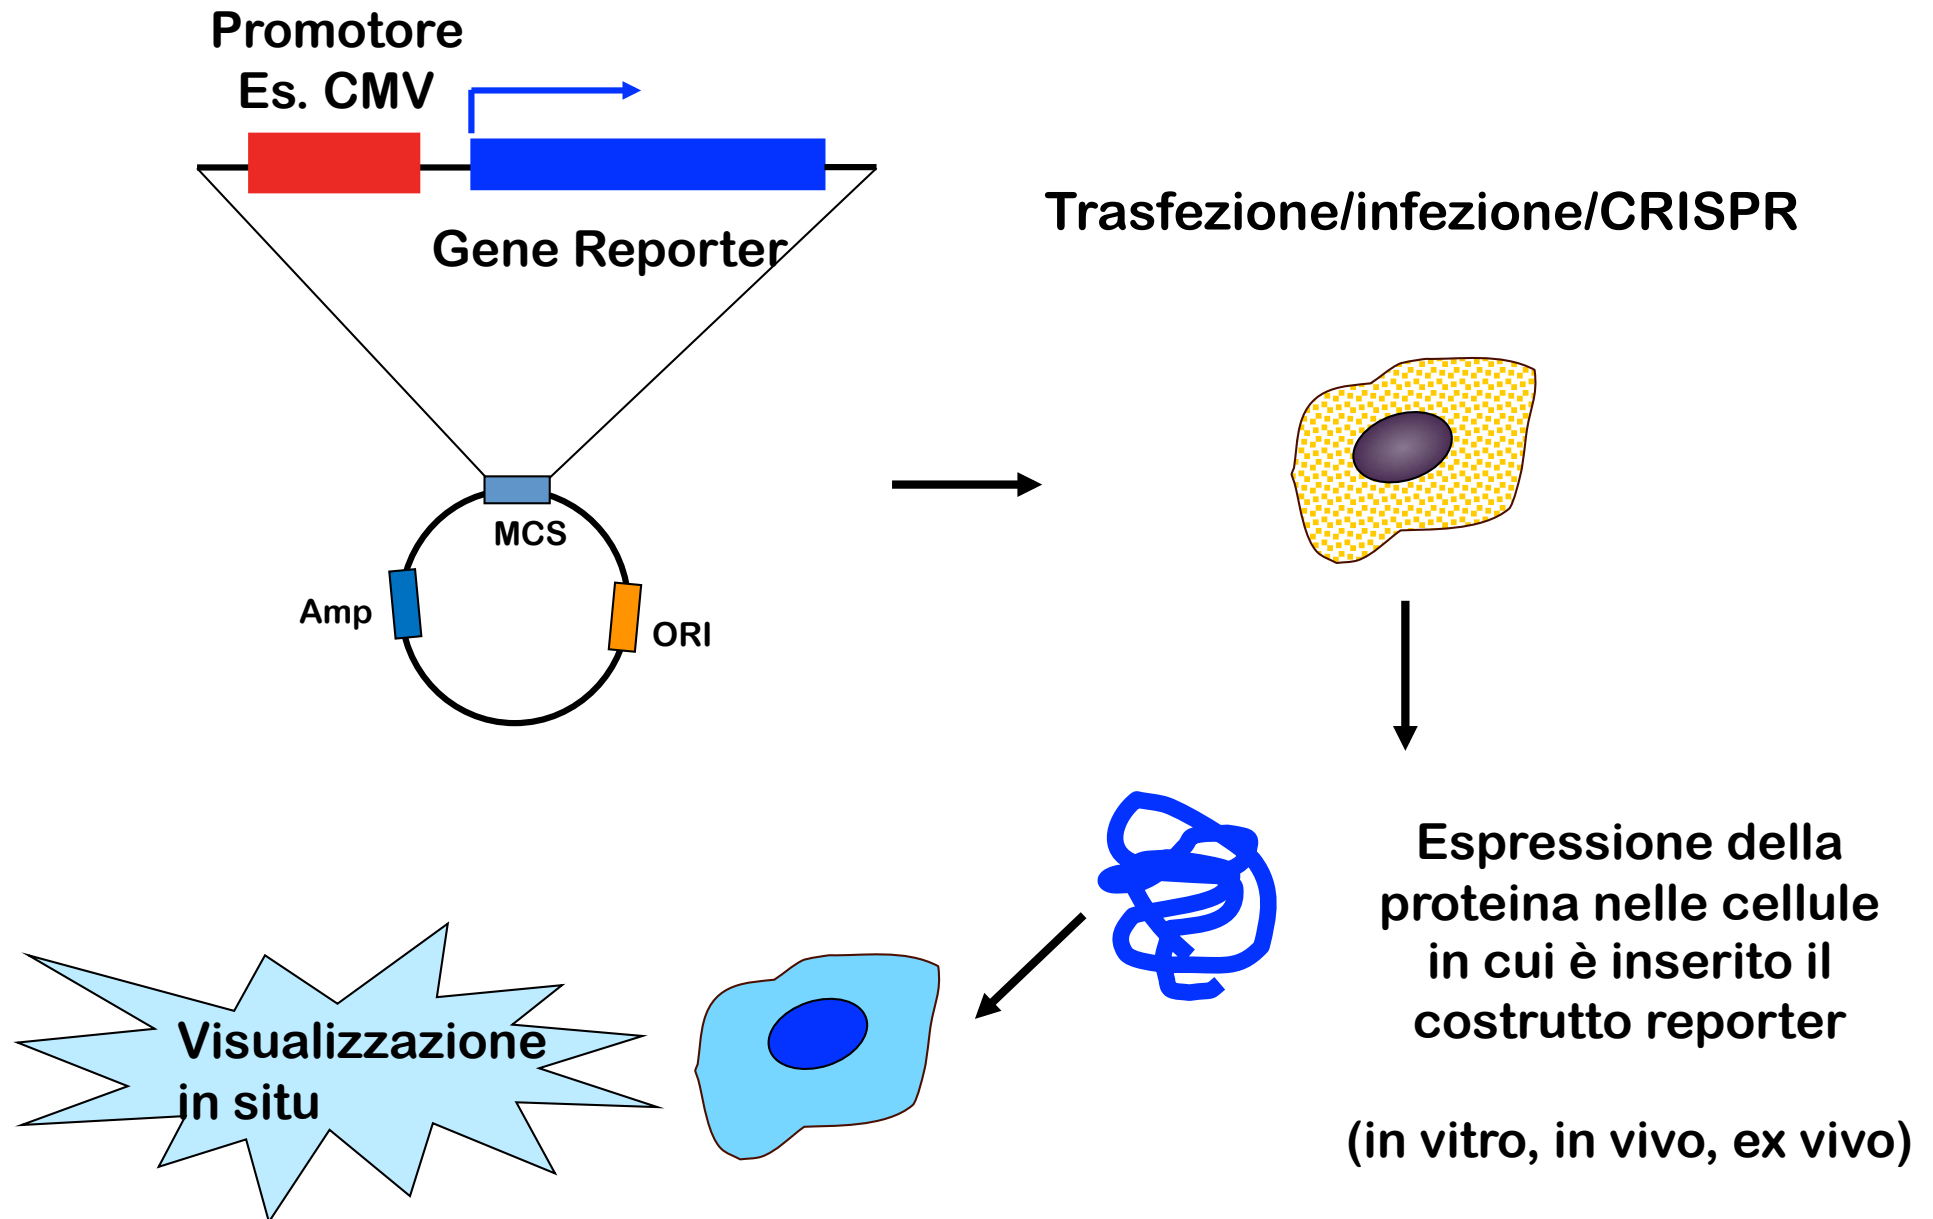 Promotore
Es. CMV
Gene Reporter
Trasfezione/infezione/CRISPR
MCS
Amp
ORI
Espressione della
proteina nelle cellule
in cui è inserito il
costrutto reporter
(in vitro, in vivo, ex vivo)
Visualizzazione
in situ